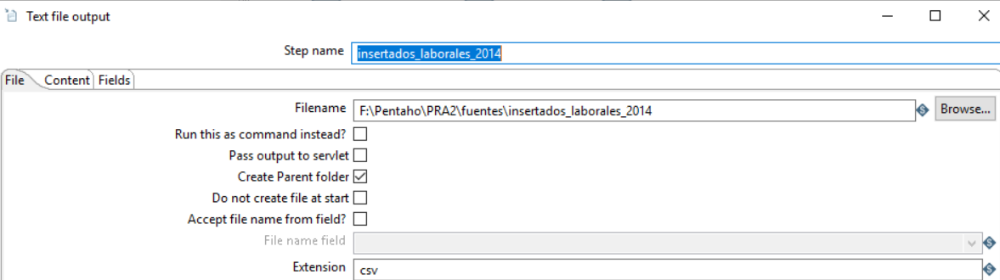 Text file output
Step name insertados_laborales_2014
File Content Fields
Filename F:\Pentaho\PRA2\fuentes\insertados_laborales_2014 Browse...
Run this as command instead?
Pass output to servlet
Create Parent folder
Do not create file at start
Accept file name from field?
File name field
Extension csv